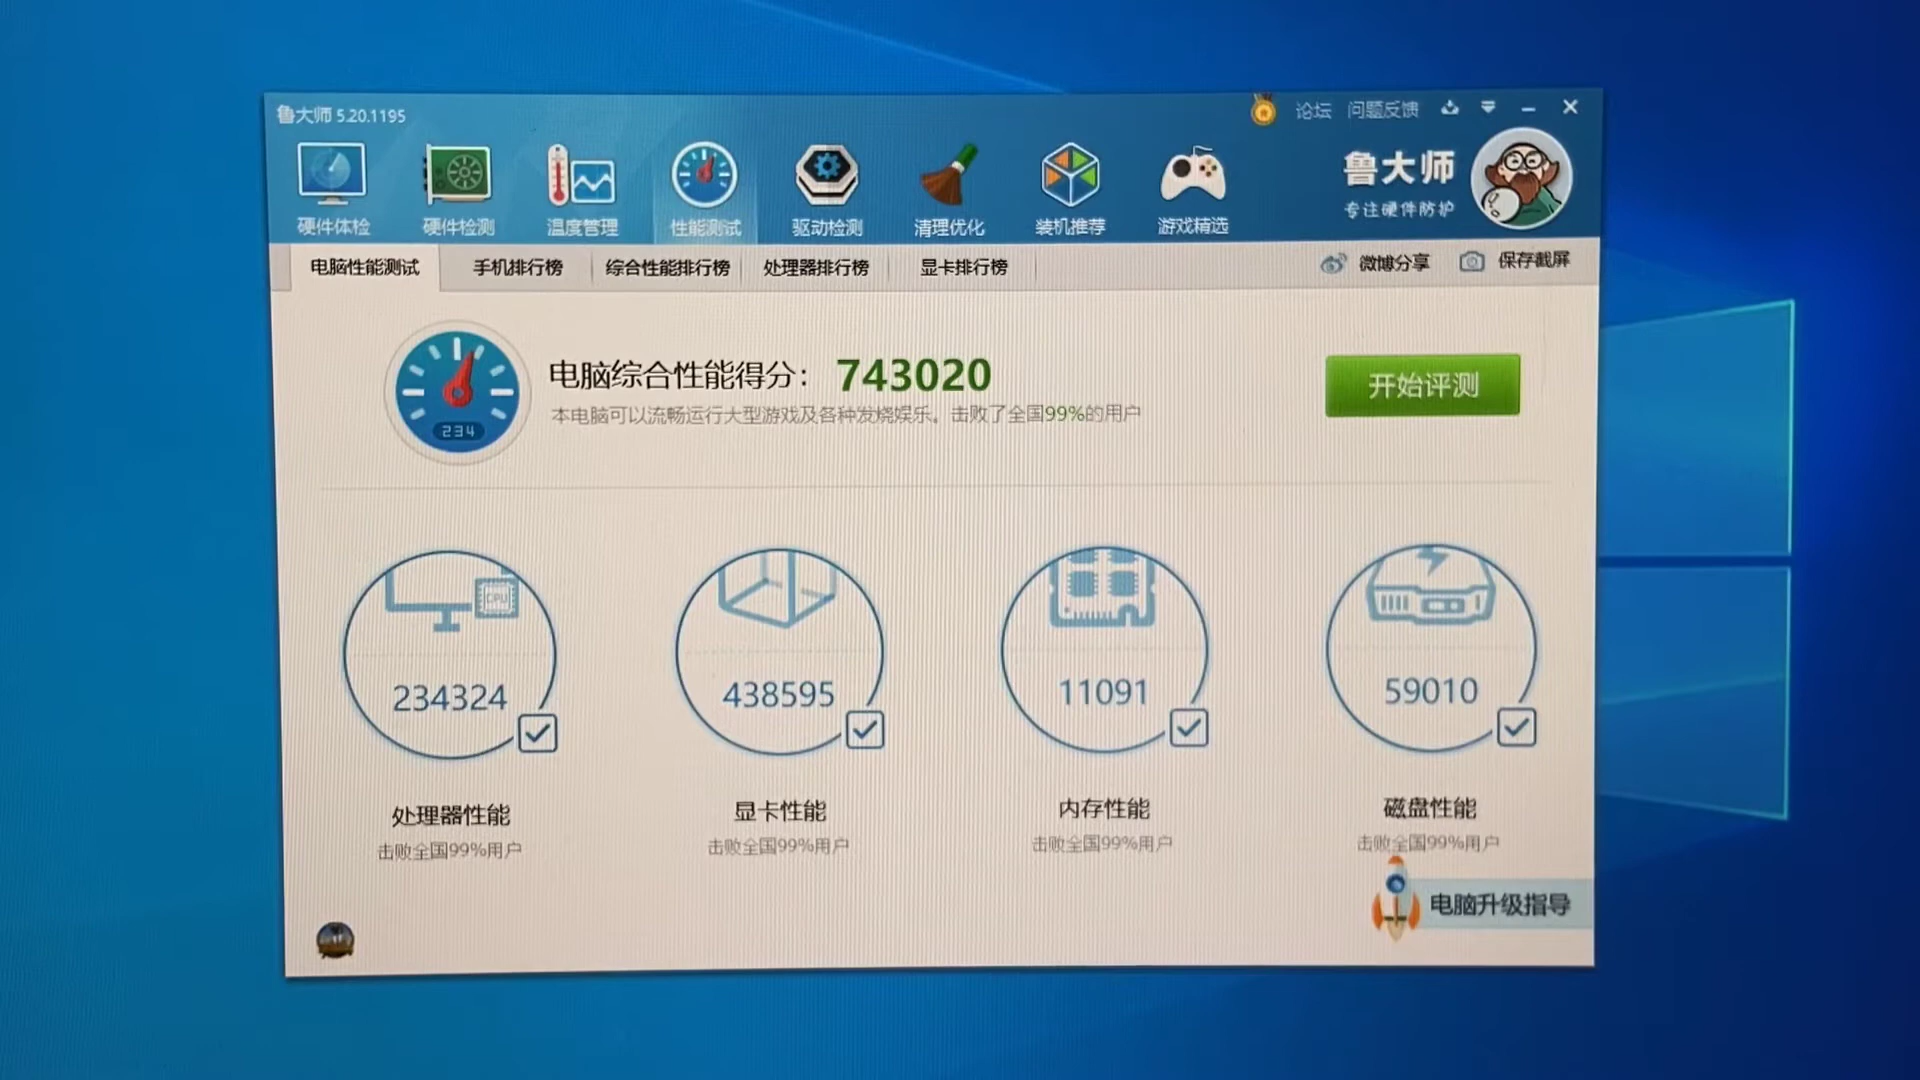 鲁大师 5.20.1195
论坛 问题反馈
硬件体检 硬件检测 温度管理 性能测试 驱动检测 清理优化 装机推荐 游戏精选
鲁大师
专注硬件防护
电脑性能测试 手机排行榜 综合性能排行榜 处理器排行榜 显卡排行榜 微博分享 保存截屏
电脑综合性能得分： 743020
本电脑可以流畅运行大型游戏及各种发烧娱乐。击败了全国99%的用户
开始评测
234
CPU
234324 438595 11091 59010
处理器性能 显卡性能 内存性能 磁盘性能
击败全国99%用户 击败全国99%用户 击败全国99%用户 击败全国99%用户
电脑升级指导